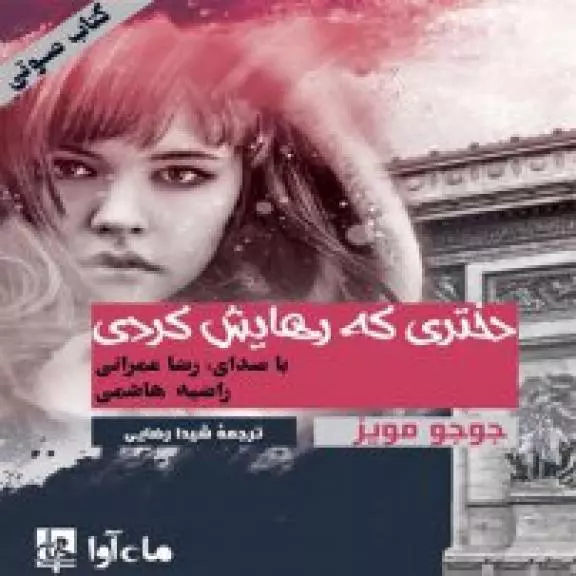 کتاب صوتی
دختری که رهایش کردی
با صدای، رضا عمرانی
راضیه هاشمی
جوجو مویز
ترجمهٔ شیدا رضایی
ماه‌آوا